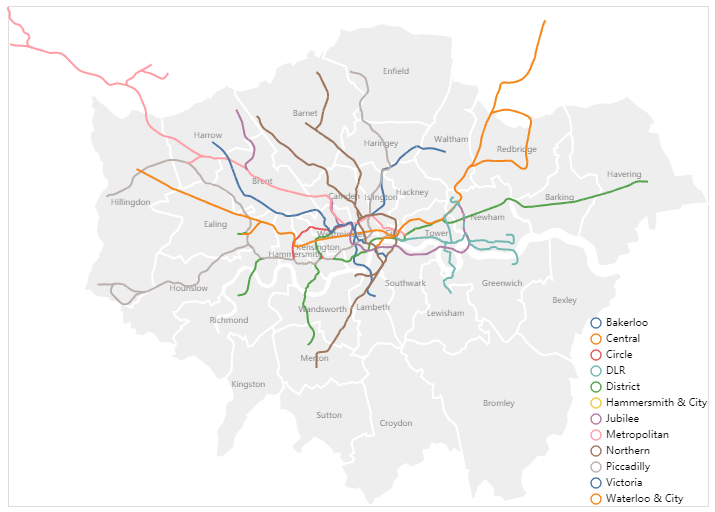 Enfield
Barnet
Harrow
Haringey
Waltham
Redbridge
Havering
Brent
Camden
Islington
Hackney
Barking
Hillingdon
Ealing
Tower
Newham
Kensington
Hammersmith
Hounslow
Southwark
Greenwich
Wandsworth
Lambeth
Lewisham
Bexley
Richmond
Merton
Kingston
Sutton
Croydon
Bromley
Bakerloo
Central
Circle
DLR
District
Hammersmith & City
Jubilee
Metropolitan
Northern
Piccadilly
Victoria
Waterloo & City